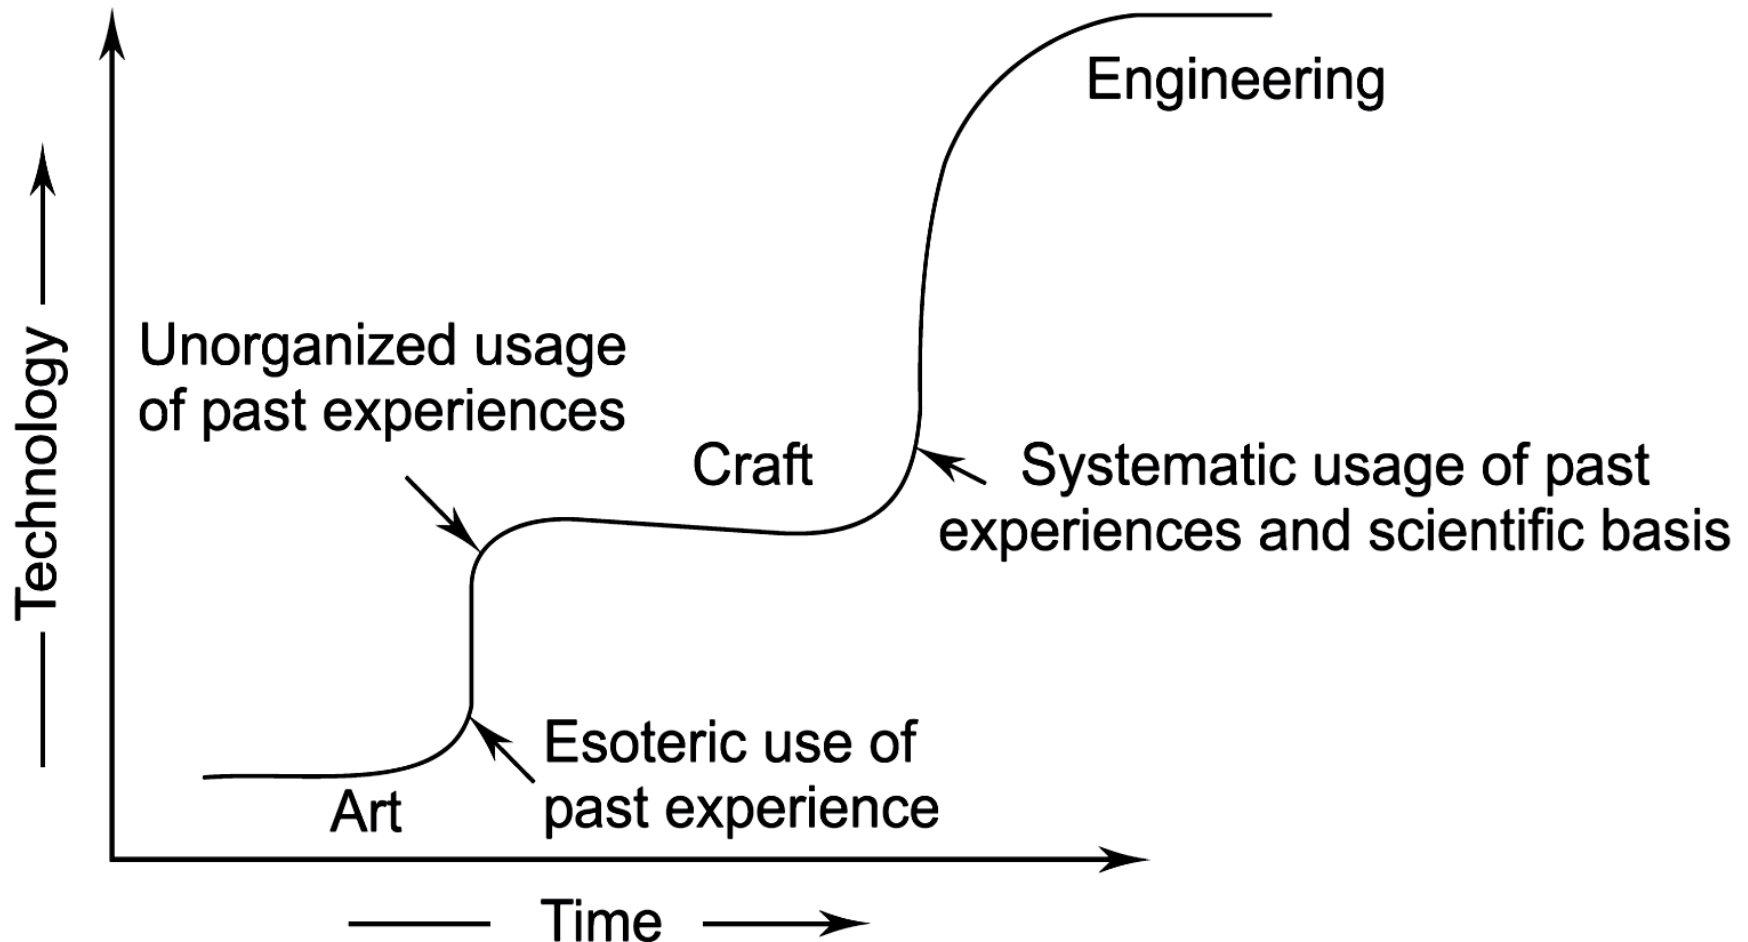 Engineering
Unorganized usage
of past experiences
Craft
Systematic usage of past
experiences and scientific basis
Technology
Esoteric use of
past experience
Art
Time